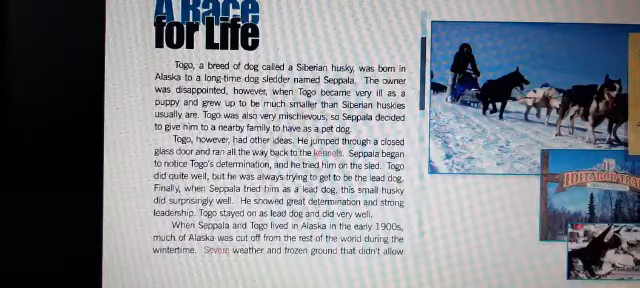 A Race
for Life
Togo, a breed of dog called a Siberian husky, was born in
Alaska to a long-time dog sledder named Seppala. The owner
was disappointed, however, when Togo became very ill as a
puppy and grew up to be much smaller than Siberian huskies
usually are. Togo was also very mischievous, so Seppala decided
to give him to a nearby family to have as a pet dog.
Togo, however, had other ideas. He jumped through a closed
glass door and ran all the way back to the kennels. Seppala began
to notice Togo's determination, and he tried him on the sled. Togo
did quite well, but he was always trying to get to be the lead dog.
Finally, when Seppala tried him as a lead dog, this small husky
did surprisingly well. He showed great determination and strong
leadership. Togo stayed on as lead dog and did very well.
When Seppala and Togo lived in Alaska in the early 1900s,
much of Alaska was cut off from the rest of the world during the
wintertime. Severe weather and frozen ground that didn't allow